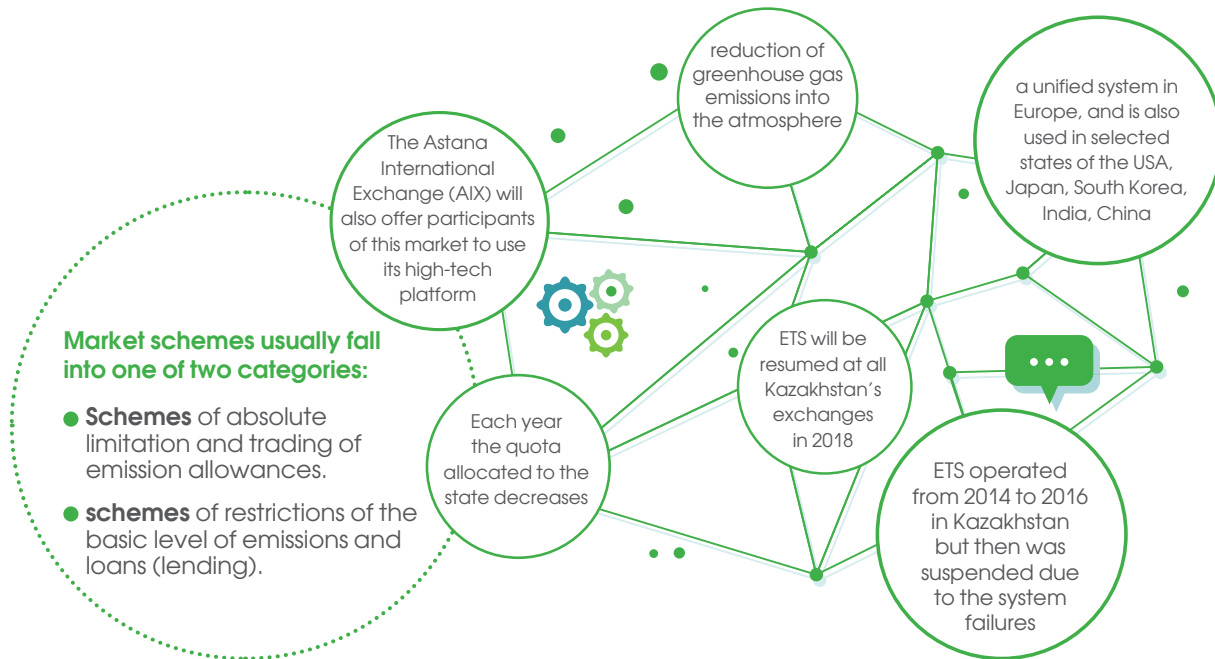 reduction of
greenhouse gas
emissions into
the atmosphere
a unified system in
Europe, and is also
used in selected
states of the USA,
Japan, South Korea,
India, China
The Astana
International
Exchange (AIX) will
also offer participants
of this market to use
its high-tech
platform
Market schemes usually fall
into one of two categories:
Schemes of absolute
limitation and trading of
emission allowances.
schemes of restrictions of the
basic level of emissions and
loans (lending).
Each year
the quota
allocated to the
state decreases
ETS will be
resumed at all
Kazakhstan's
exchanges
in 2018
ETS operated
from 2014 to 2016
in Kazakhstan
but then was
suspended due
to the system
failures